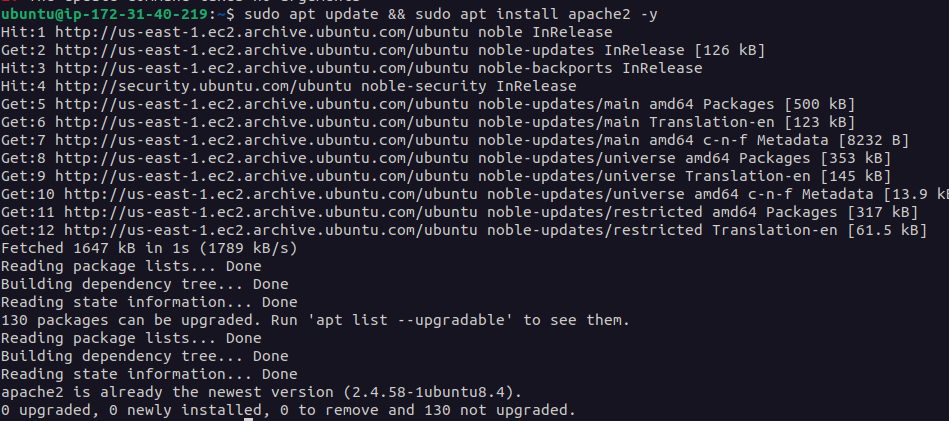 ubuntu@ip-172-31-40-219:~$ sudo apt update && sudo apt install apache2 -y
Hit:1 http://us-east-1.ec2.archive.ubuntu.com/ubuntu noble InRelease
Get:2 http://us-east-1.ec2.archive.ubuntu.com/ubuntu noble-updates InRelease [126 kB]
Hit:3 http://us-east-1.ec2.archive.ubuntu.com/ubuntu noble-backports InRelease
Hit:4 http://security.ubuntu.com/ubuntu noble-security InRelease
Get:5 http://us-east-1.ec2.archive.ubuntu.com/ubuntu noble-updates/main amd64 Packages [500 kB]
Get:6 http://us-east-1.ec2.archive.ubuntu.com/ubuntu noble-updates/main Translation-en [123 kB]
Get:7 http://us-east-1.ec2.archive.ubuntu.com/ubuntu noble-updates/main amd64 c-n-f Metadata [8232 B]
Get:8 http://us-east-1.ec2.archive.ubuntu.com/ubuntu noble-updates/universe amd64 Packages [353 kB]
Get:9 http://us-east-1.ec2.archive.ubuntu.com/ubuntu noble-updates/universe Translation-en [145 kB]
Get:10 http://us-east-1.ec2.archive.ubuntu.com/ubuntu noble-updates/universe amd64 c-n-f Metadata [13.9 kB
Get:11 http://us-east-1.ec2.archive.ubuntu.com/ubuntu noble-updates/restricted amd64 Packages [317 kB]
Get:12 http://us-east-1.ec2.archive.ubuntu.com/ubuntu noble-updates/restricted Translation-en [61.5 kB]
Fetched 1647 kB in 1s (1789 kB/s)
Reading package lists... Done
Building dependency tree... Done
Reading state information... Done
130 packages can be upgraded. Run 'apt list --upgradable' to see them.
Reading package lists... Done
Building dependency tree... Done
Reading state information... Done
apache2 is already the newest version (2.4.58-1ubuntu8.4).
0 upgraded, 0 newly installed, 0 to remove and 130 not upgraded.